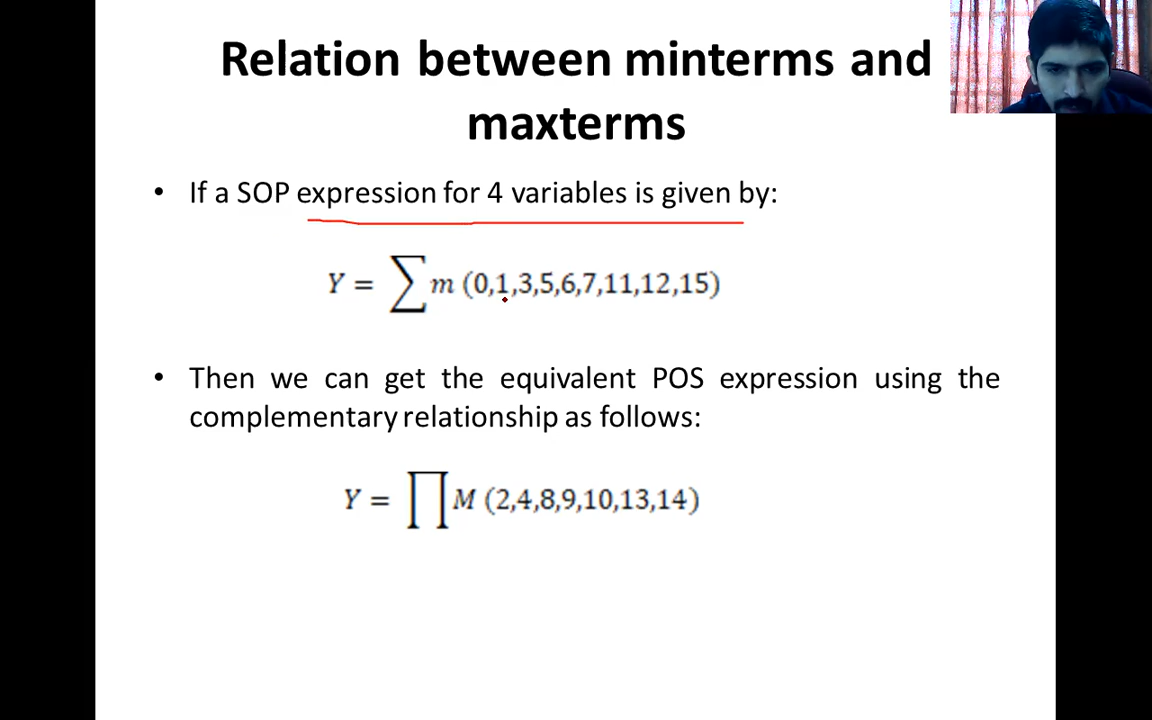 Relation between minterms and
maxterms
• If a SOP expression for 4 variables is given by:
Y = ∑ m (0,1,3,5,6,7,11,12,15)
• Then we can get the equivalent POS expression using the
complementary relationship as follows:
Y = ∏ M (2,4,8,9,10,13,14)